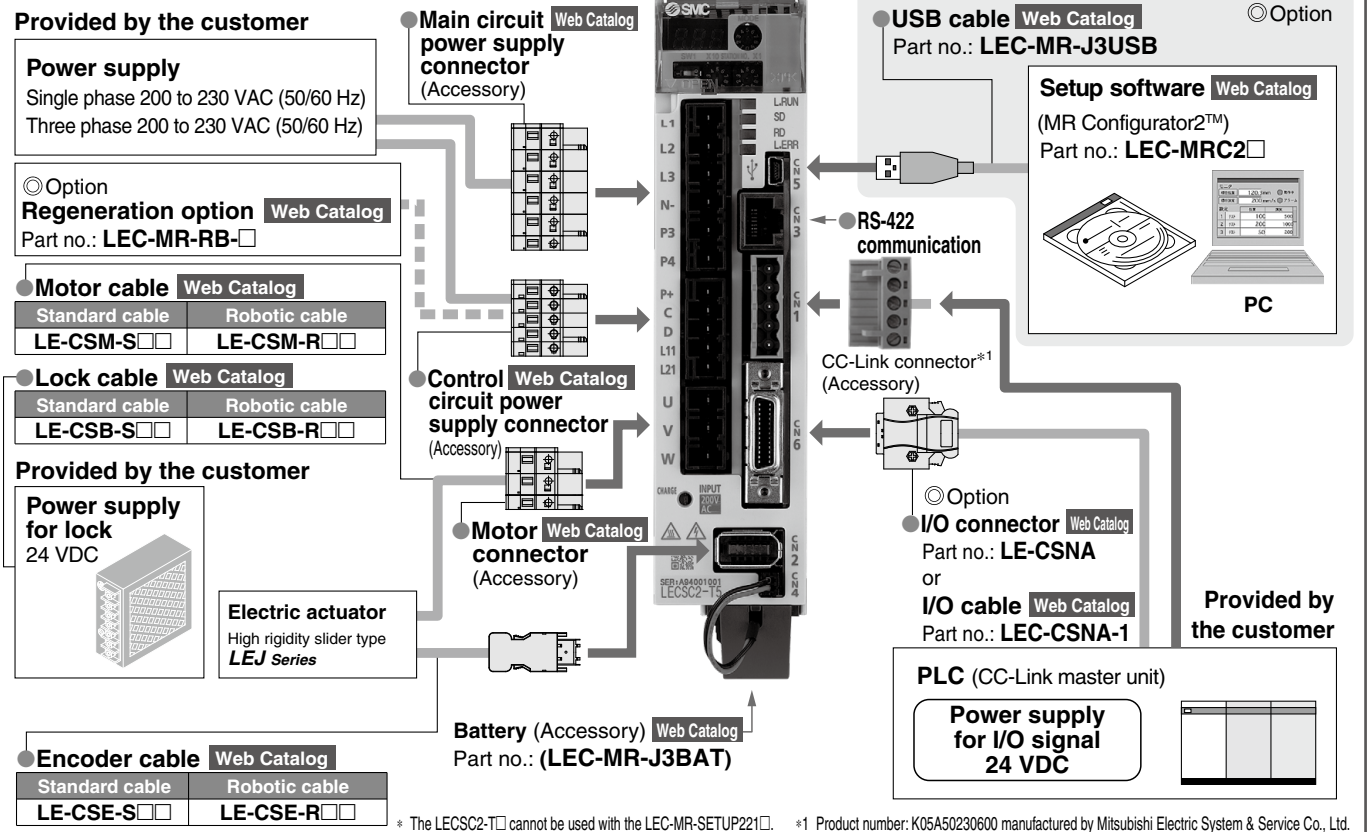 Provided by the customer
Power supply
Single phase 200 to 230 VAC (50/60 Hz)
Three phase 200 to 230 VAC (50/60 Hz)
◎Option
Regeneration option Web Catalog
Part no.: LEC-MR-RB-□
●Motor cable Web Catalog
Standard cable Robotic cable
LE-CSM-S□□ LE-CSM-R□□
●Lock cable Web Catalog
Standard cable Robotic cable
LE-CSB-S□□ LE-CSB-R□□
Provided by the customer
Power supply
for lock
24 VDC
Electric actuator
High rigidity slider type
LEJ Series
●Encoder cable Web Catalog
Standard cable Robotic cable
LE-CSE-S□□ LE-CSE-R□□
●Main circuit Web Catalog
power supply
connector
(Accessory)
●Control Web Catalog
circuit power
supply connector
(Accessory)
●Motor Web Catalog
connector
(Accessory)
Battery (Accessory) Web Catalog
Part no.: (LEC-MR-J3BAT)
SMC
MODE
L.RUN
SD
RD
L.ERR
L1
L2
L3
N-
P3
P4
P+
C
D
L11
L21
U
V
W
CN5
CN3
CN1
CN6
CN2
CN4
CHARGE
INPUT
200V
AC
SER:A94001001
LECSC2-T5
●USB cable Web Catalog
Part no.: LEC-MR-J3USB
◎Option
Setup software Web Catalog
(MR Configurator2™)
Part no.: LEC-MRC2□
PC
●RS-422
communication
CC-Link connector*1
(Accessory)
◎Option
●I/O connector Web Catalog
Part no.: LE-CSNA
or
I/O cable Web Catalog
Part no.: LEC-CSNA-1
Provided by
the customer
PLC (CC-Link master unit)
Power supply
for I/O signal
24 VDC
* The LECSC2-T□ cannot be used with the LEC-MR-SETUP221□.
*1 Product number: K05A50230600 manufactured by Mitsubishi Electric System & Service Co., Ltd.